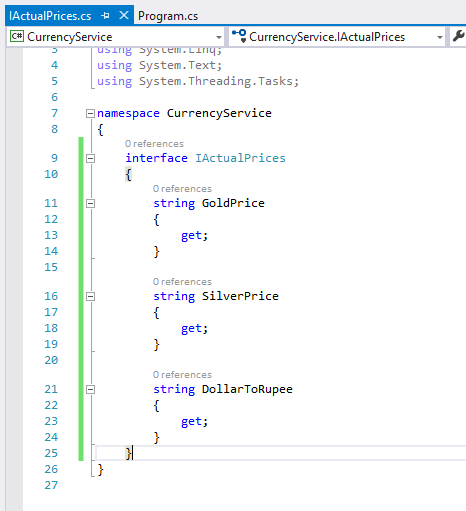 IActualPrices.cs Program.cs
C# CurrencyService CurrencyService.IActualPrices
3 using System.Linq;
4 using System.Text;
5 using System.Threading.Tasks;
6
7 namespace CurrencyService
8 {
0 references
9 interface IActualPrices
10 {
0 references
11 string GoldPrice
12 {
13 get;
14 }
15
0 references
16 string SilverPrice
17 {
18 get;
19 }
20
0 references
21 string DollarToRupee
22 {
23 get;
24 }
25 }
26 }
27